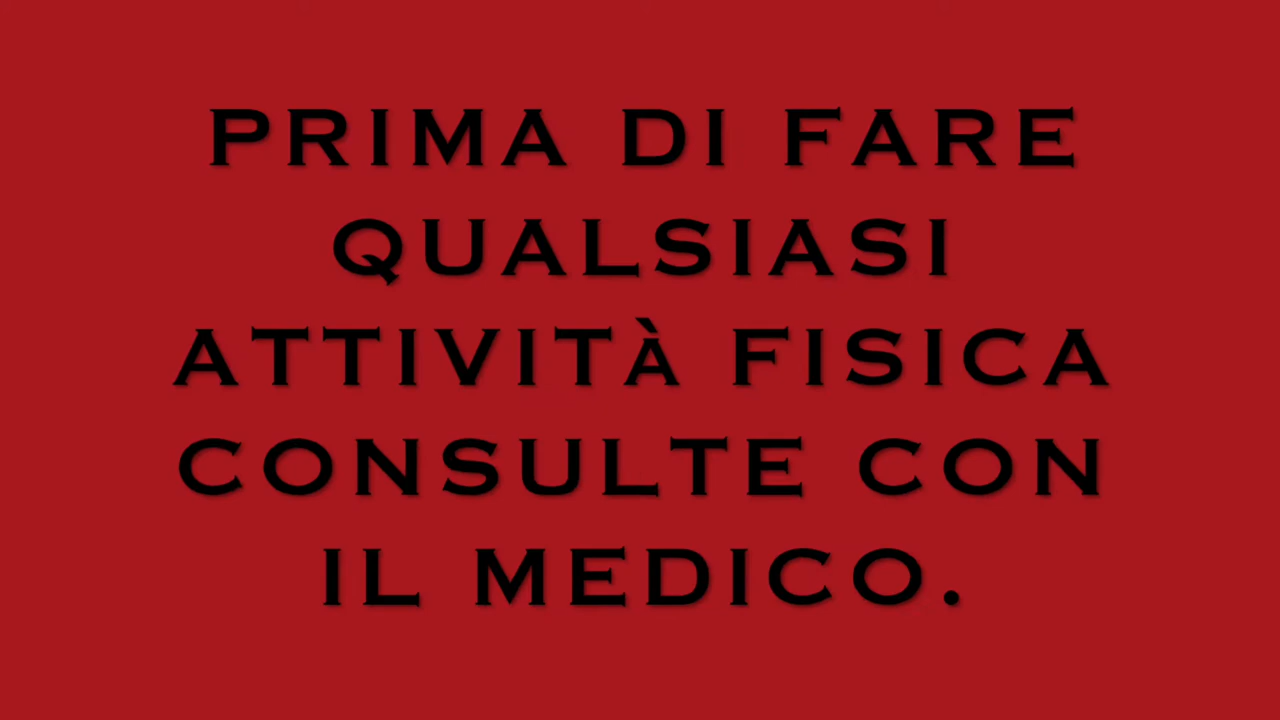 PRIMA DI FARE
QUALSIASI
ATTIVITÀ FISICA
CONSULTE CON
IL MEDICO.